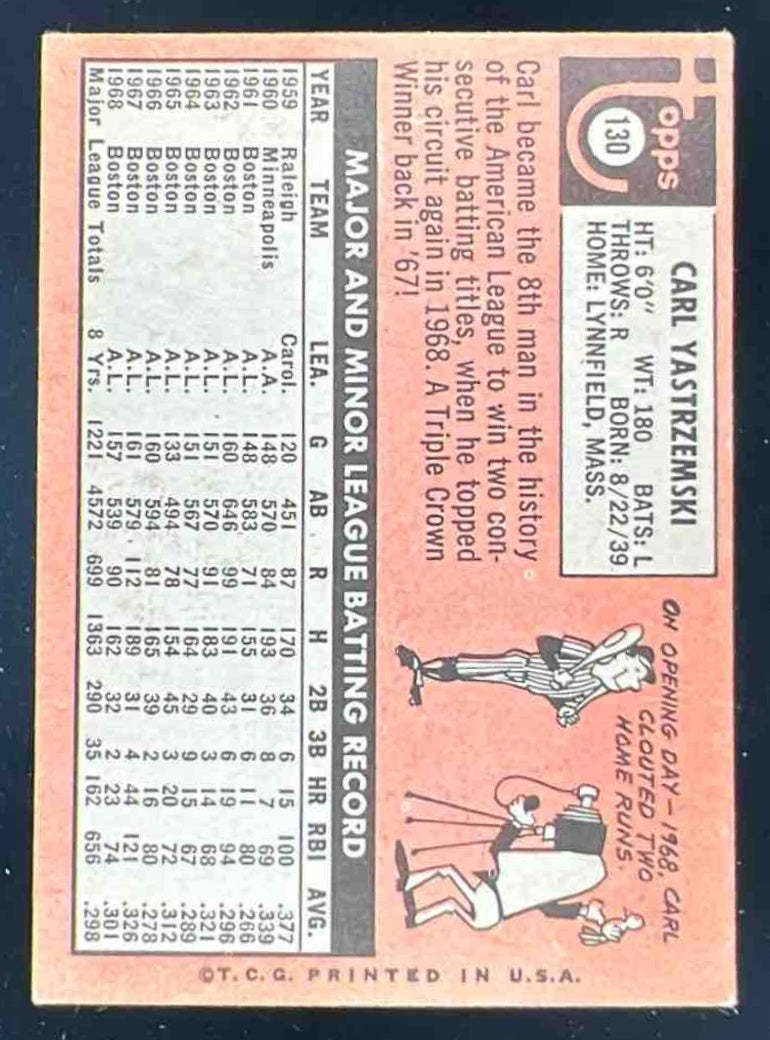 Topps
130
CARL YASTRZEMSKI
HT: 6'0" WT: 180 BATS: L
THROWS: R BORN: 8/22/39
HOME: LYNNFIELD, MASS.
Carl became the 8th man in the history
of the American League to win two con-
secutive batting titles, when he topped
his circuit again in 1968. A Triple Crown
Winner back in '67!
ON OPENING DAY—1968, CARL
CLOUTED TWO
HOME RUNS.
MAJOR AND MINOR LEAGUE BATTING RECORD
YEAR TEAM LEA. G AB R H 2B 3B HR RBI AVG.
1959 Raleigh Carol. 120 451 87 170 34 6 15 100 .377
1960 Minneapolis A.A. 148 570 84 193 36 8 7 69 .339
1961 Boston A.L. 148 583 71 155 31 6 11 80 .266
1962 Boston A.L. 160 646 99 191 43 6 19 94 .296
1963 Boston A.L. 151 570 91 183 40 3 14 68 .321
1964 Boston A.L. 151 567 77 164 29 9 15 67 .289
1965 Boston A.L. 133 494 78 154 45 3 20 72 .312
1966 Boston A.L. 160 594 81 165 39 2 16 80 .278
1967 Boston A.L. 161 579 112 189 31 4 44 121 .326
1968 Boston A.L. 157 539 90 162 32 2 23 74 .301
Major League Totals 8 Yrs. 1221 4572 699 1363 290 35 162 656 .298
©T.C.G. PRINTED IN U.S.A.